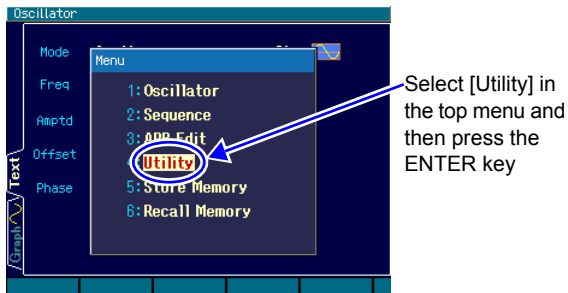 Oscillator
Mode
Menu
Freq
1: Oscillator
Amptd
2: Sequence
3: ARB Edit
Offset
Utility
Phase
5: Store Memory
6: Recall Memory
Text
Graph
Select [Utility] in
the top menu and
then press the
ENTER key